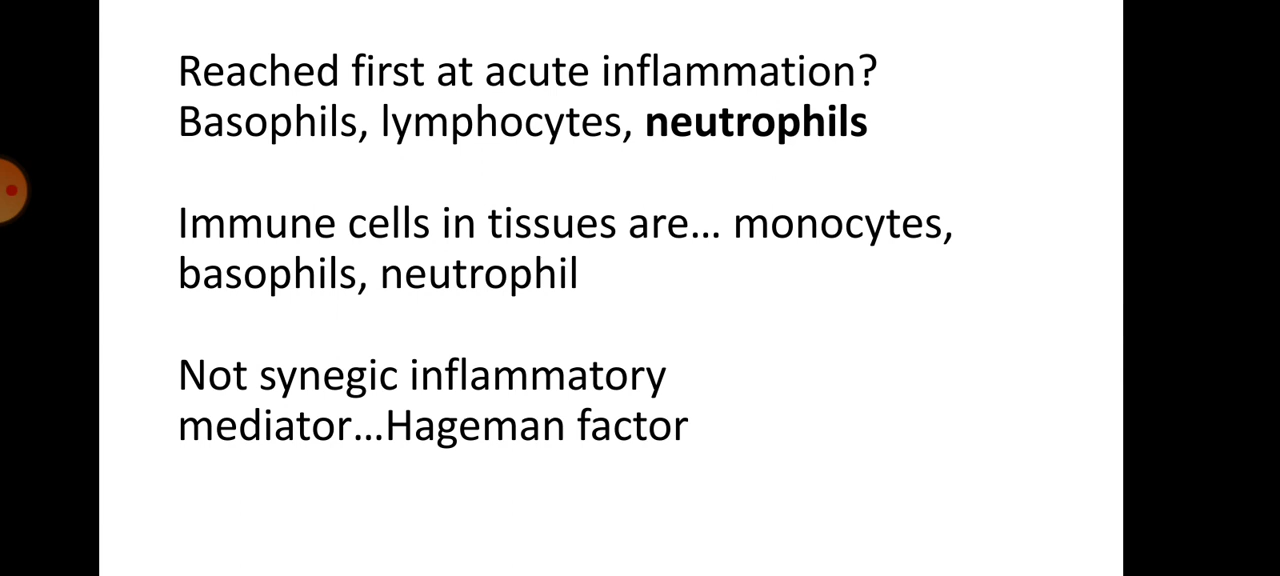 Reached first at acute inflammation?
Basophils, lymphocytes, neutrophils
Immune cells in tissues are... monocytes,
basophils, neutrophil
Not synegic inflammatory
mediator...Hageman factor